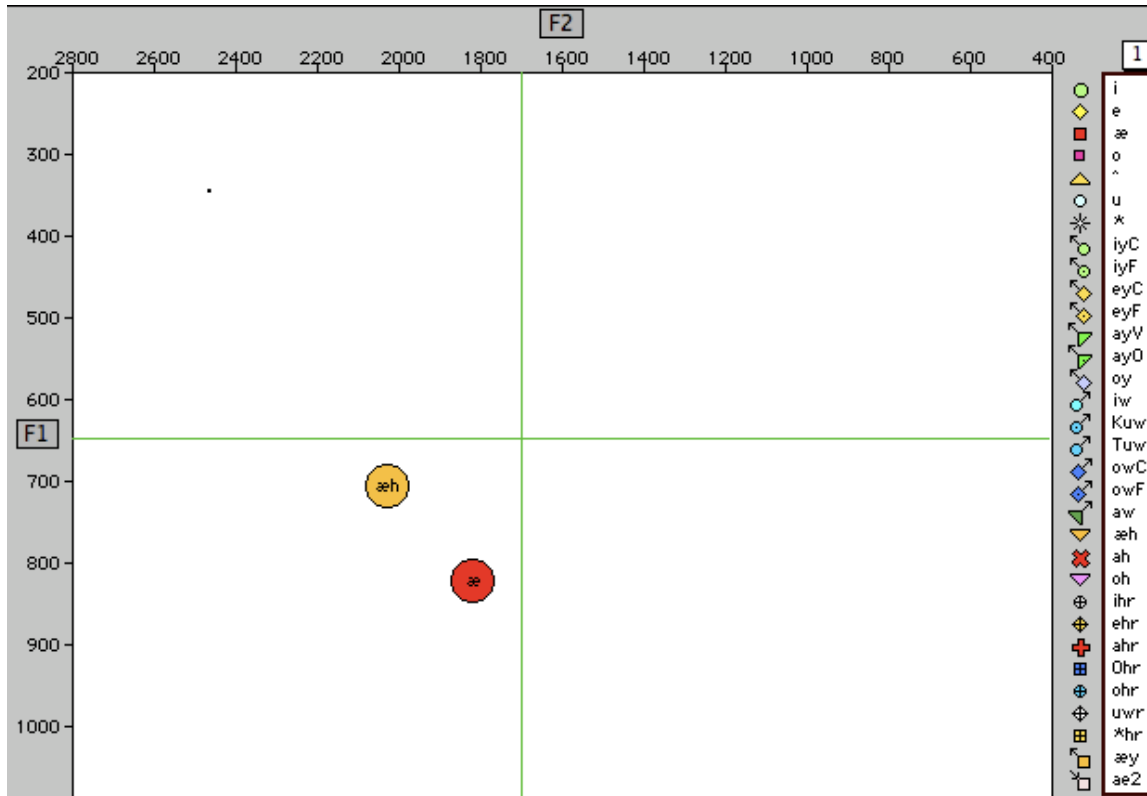 F2
2800 2600 2400 2200 2000 1800 1600 1400 1200 1000 800 600 400
1
200
300
400
500
600
F1
700
800
900
1000
æh
æ
i
e
æ
o
^
u
*
iyC
iyF
eyC
eyF
ayV
ay0
oy
iw
Kuw
Tuw
owC
owF
aw
æh
ah
oh
ihr
ehr
ahr
Ohr
ohr
uwr
*hr
æy
ae2